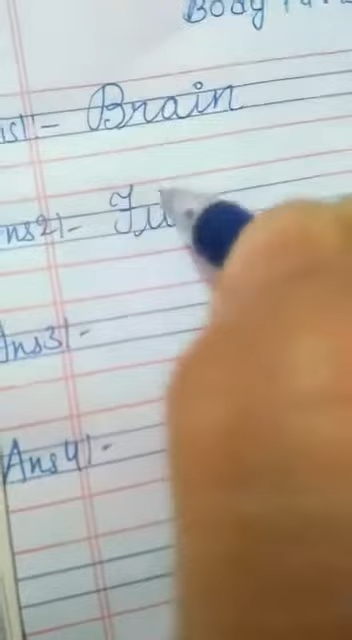 Body
Ans1)- Brain
Ans2)-
Ans3)-
Ans4)-